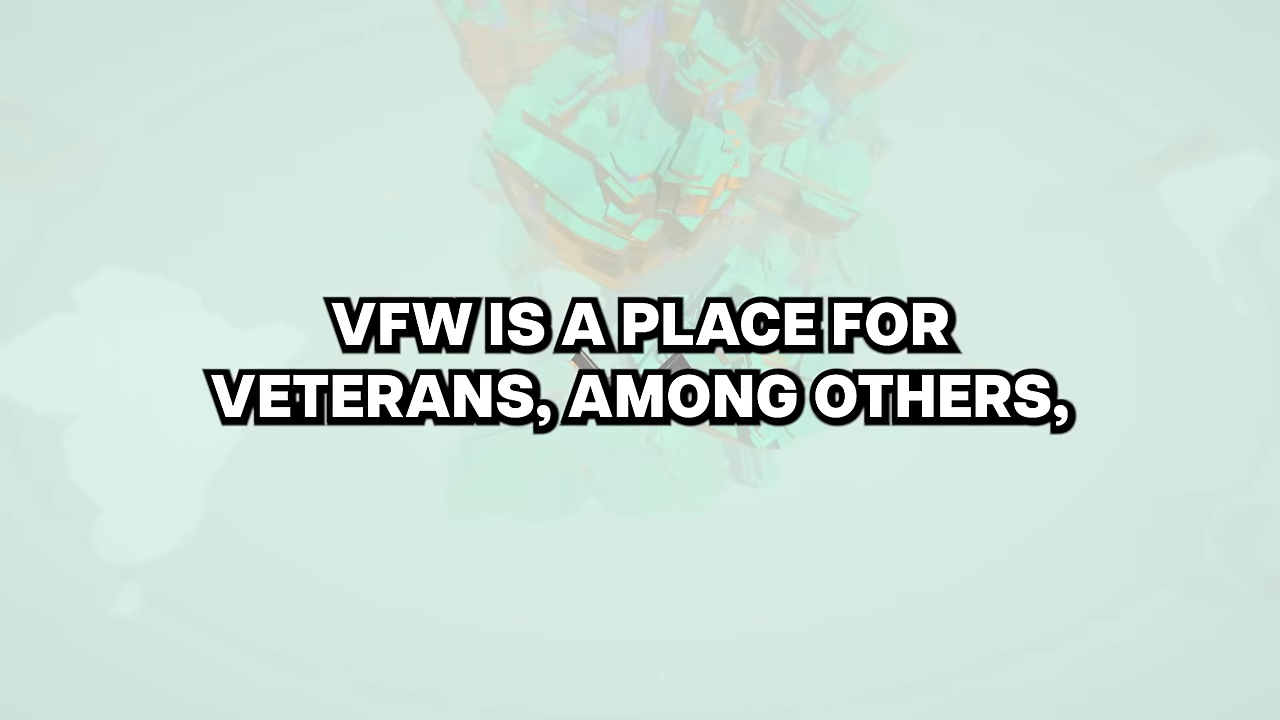 VFW IS A PLACE FOR
VETERANS, AMONG OTHERS,